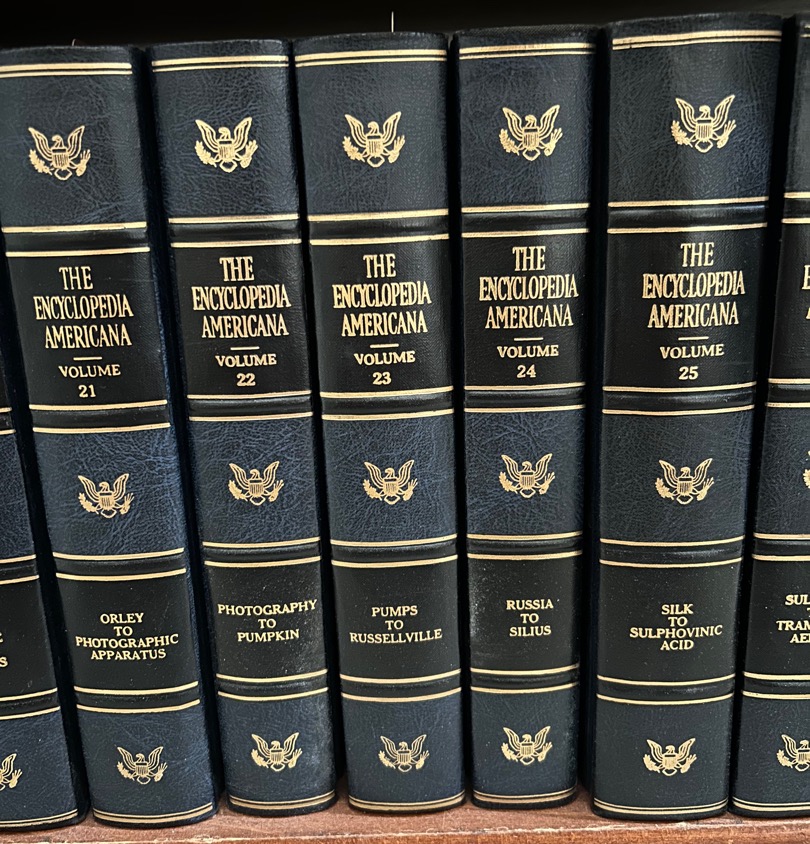 THE
ENCYCLOPEDIA
AMERICANA
VOLUME
21
ORLEY
TO
PHOTOGRAPHIC
APPARATUS
THE
ENCYCLOPEDIA
AMERICANA
VOLUME
22
PHOTOGRAPHY
TO
PUMPKIN
THE
ENCYCLOPEDIA
AMERICANA
VOLUME
23
PUMPS
TO
RUSSELLVILLE
THE
ENCYCLOPEDIA
AMERICANA
VOLUME
24
RUSSIA
TO
SILIUS
THE
ENCYCLOPEDIA
AMERICANA
VOLUME
25
SILK
TO
SULPHOVINIC
ACID